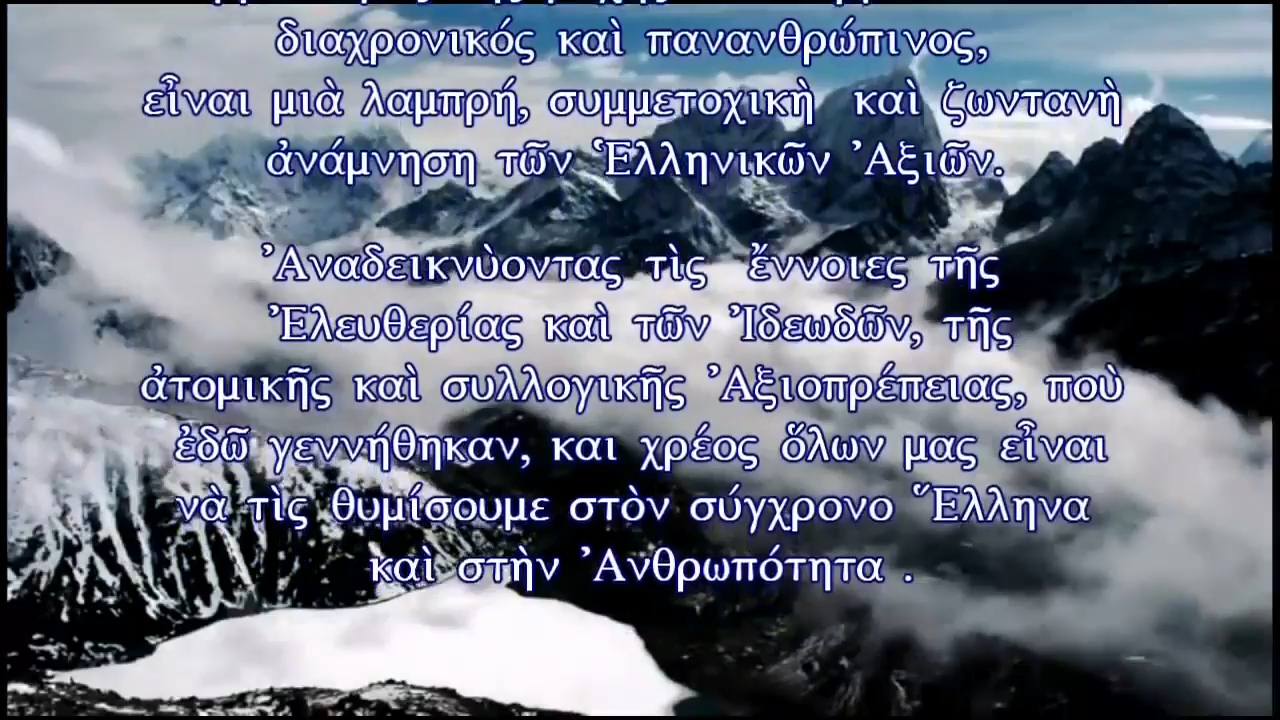 διαχρονικός καὶ πανανθρώπινος,
εἶναι μιὰ λαμπρή, συμμετοχικὴ καὶ ζωντανὴ
ἀνάμνηση τῶν Ἑλληνικῶν Ἀξιῶν.
Ἀναδεικνὺοντας τὶς ἔννοιες τῆς
Ἐλευθερίας καὶ τῶν Ἰδεωδῶν, τῆς
ἀτομικῆς καὶ συλλογικῆς Ἀξιοπρέπειας, ποὺ
ἐδῶ γεννήθηκαν, και χρέος ὅλων μας εἶναι
νὰ τὶς θυμίσουμε στὸν σύγχρονο Ἕλληνα
καὶ στὴν Ἀνθρωπότητα .